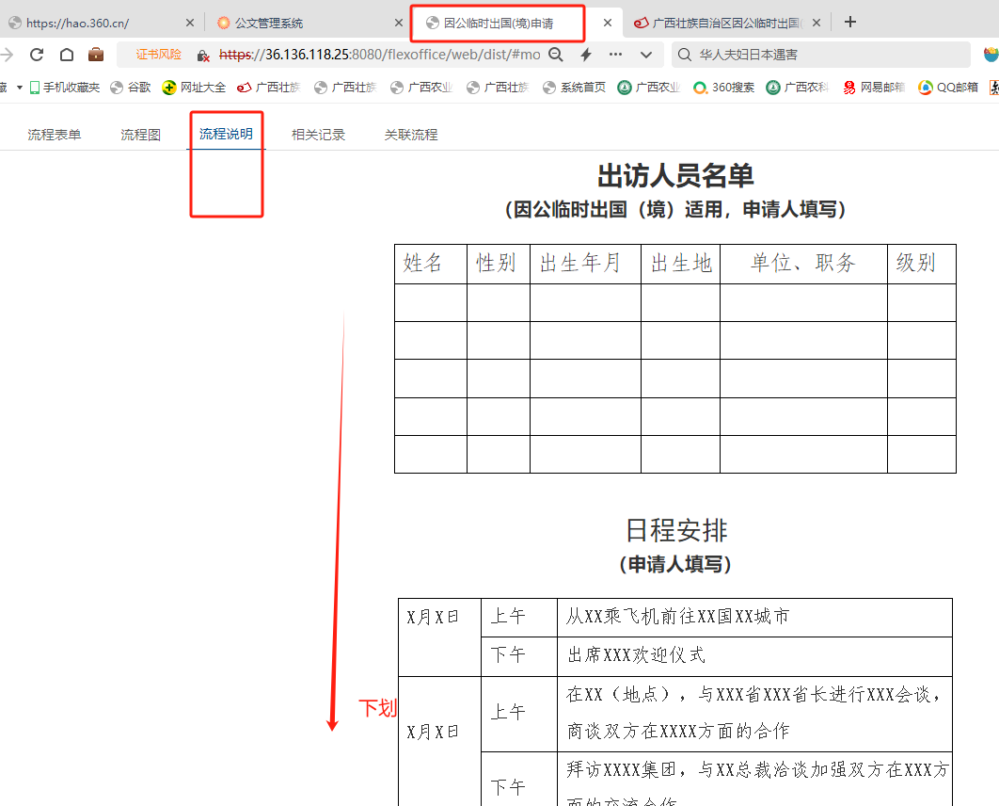 https://hao.360.cn/ 公文管理系统 因公临时出国(境)申请 广西壮族自治区因公临时出国(
证书风险 https://36.136.118.25:8080/flexoffice/web/dist/#mo 华人夫妇日本遇害
藏 手机收藏夹 谷歌 网址大全 广西壮族 广西壮族 广西农业 广西壮族 系统首页 广西农业 360搜索 广西农科 网易邮箱 QQ邮箱
流程表单 流程图 流程说明 相关记录 关联流程
出访人员名单
（因公临时出国（境）适用，申请人填写）
姓名 性别 出生年月 出生地 单位、职务 级别
日程安排
（申请人填写）
X月X日 上午 从XX乘飞机前往XX国XX城市
下午 出席XXX欢迎仪式
X月X日 上午 在XX（地点），与XXX省XXX省长进行XXX会谈，
商谈双方在XXXX方面的合作
下划
下午 拜访XXXX集团，与XX总裁洽谈加强双方在XXX方
面的交流合作